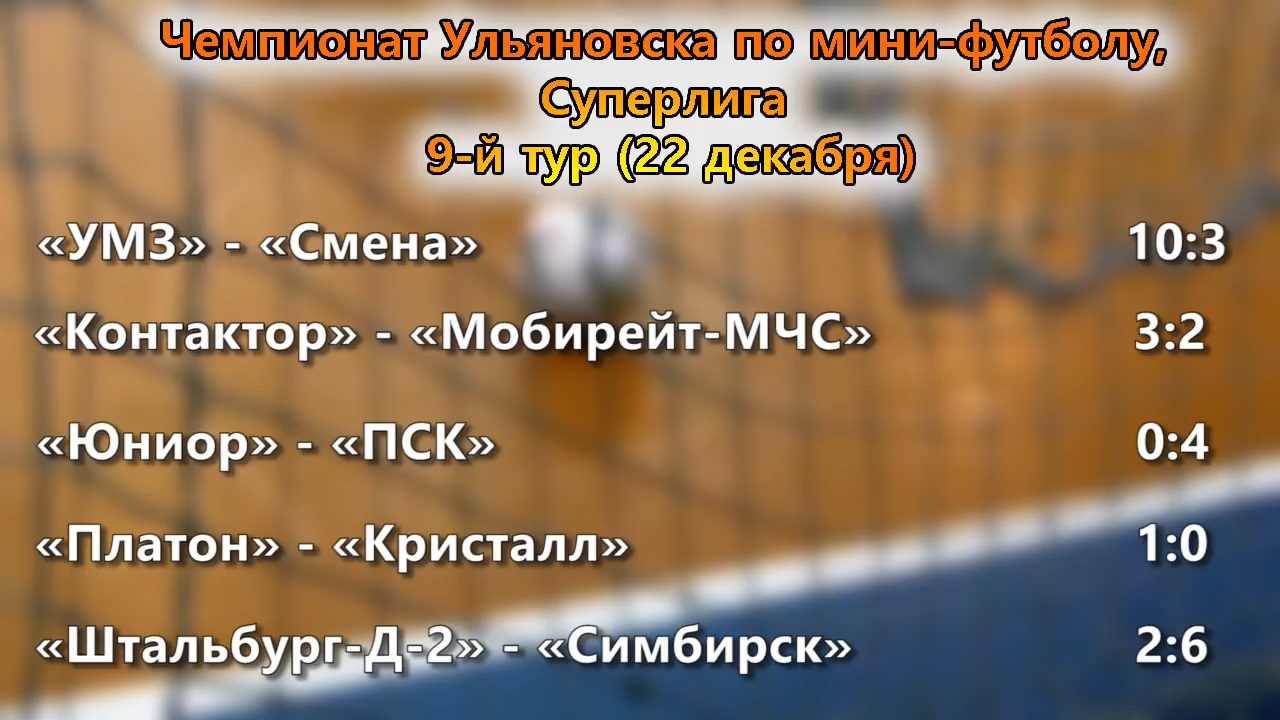 Чемпионат Ульяновска по мини-футболу,
Суперлига
9-й тур (22 декабря)
«УМЗ» - «Смена» 10:3
«Контактор» - «Мобирейт-МЧС» 3:2
«Юниор» - «ПСК» 0:4
«Платон» - «Кристалл» 1:0
«Штальбург-Д-2» - «Симбирск» 2:6